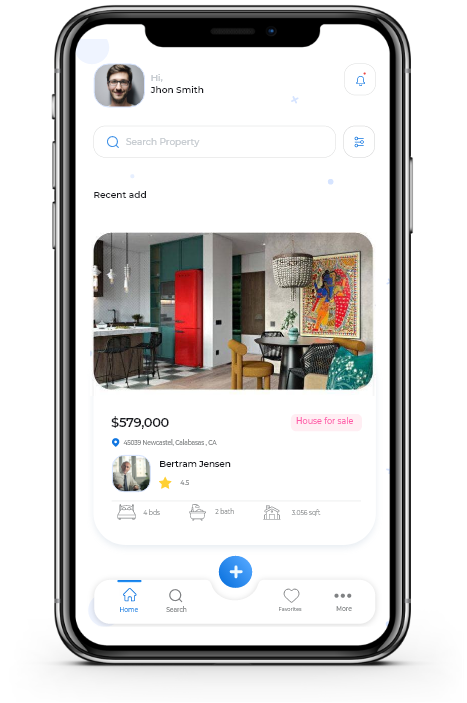 Hi,
Jhon Smith
Search Property
Recent add
$579,000
House for sale
45039 Newcastel, Calabasas , CA
Bertram Jensen
4.5
4 bds
2 bath
3.056 sqft
Home
Search
Favorites
More